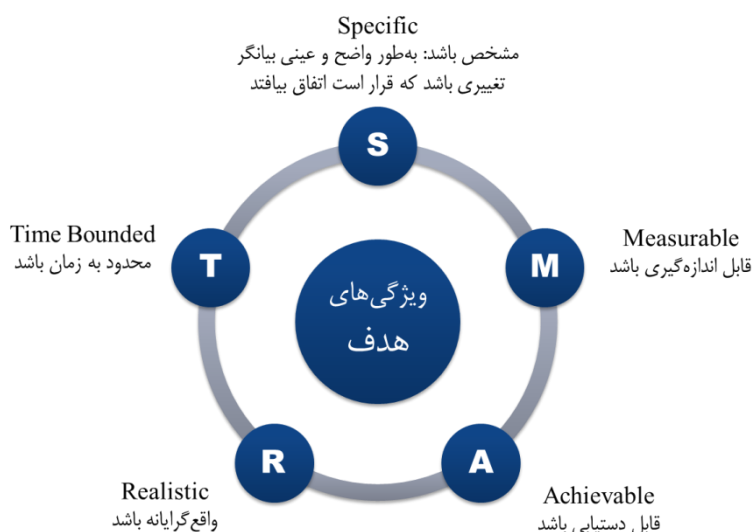 Specific
مشخص باشد: به‌طور واضح و عینی بیانگر
تغییری باشد که قرار است اتفاق بیافتد
S
M
Measurable
قابل اندازه‌گیری باشد
A
Achievable
قابل دستیابی باشد
R
Realistic
واقع‌گرایانه باشد
T
Time Bounded
محدود به زمان باشد
ویژگی‌های
هدف